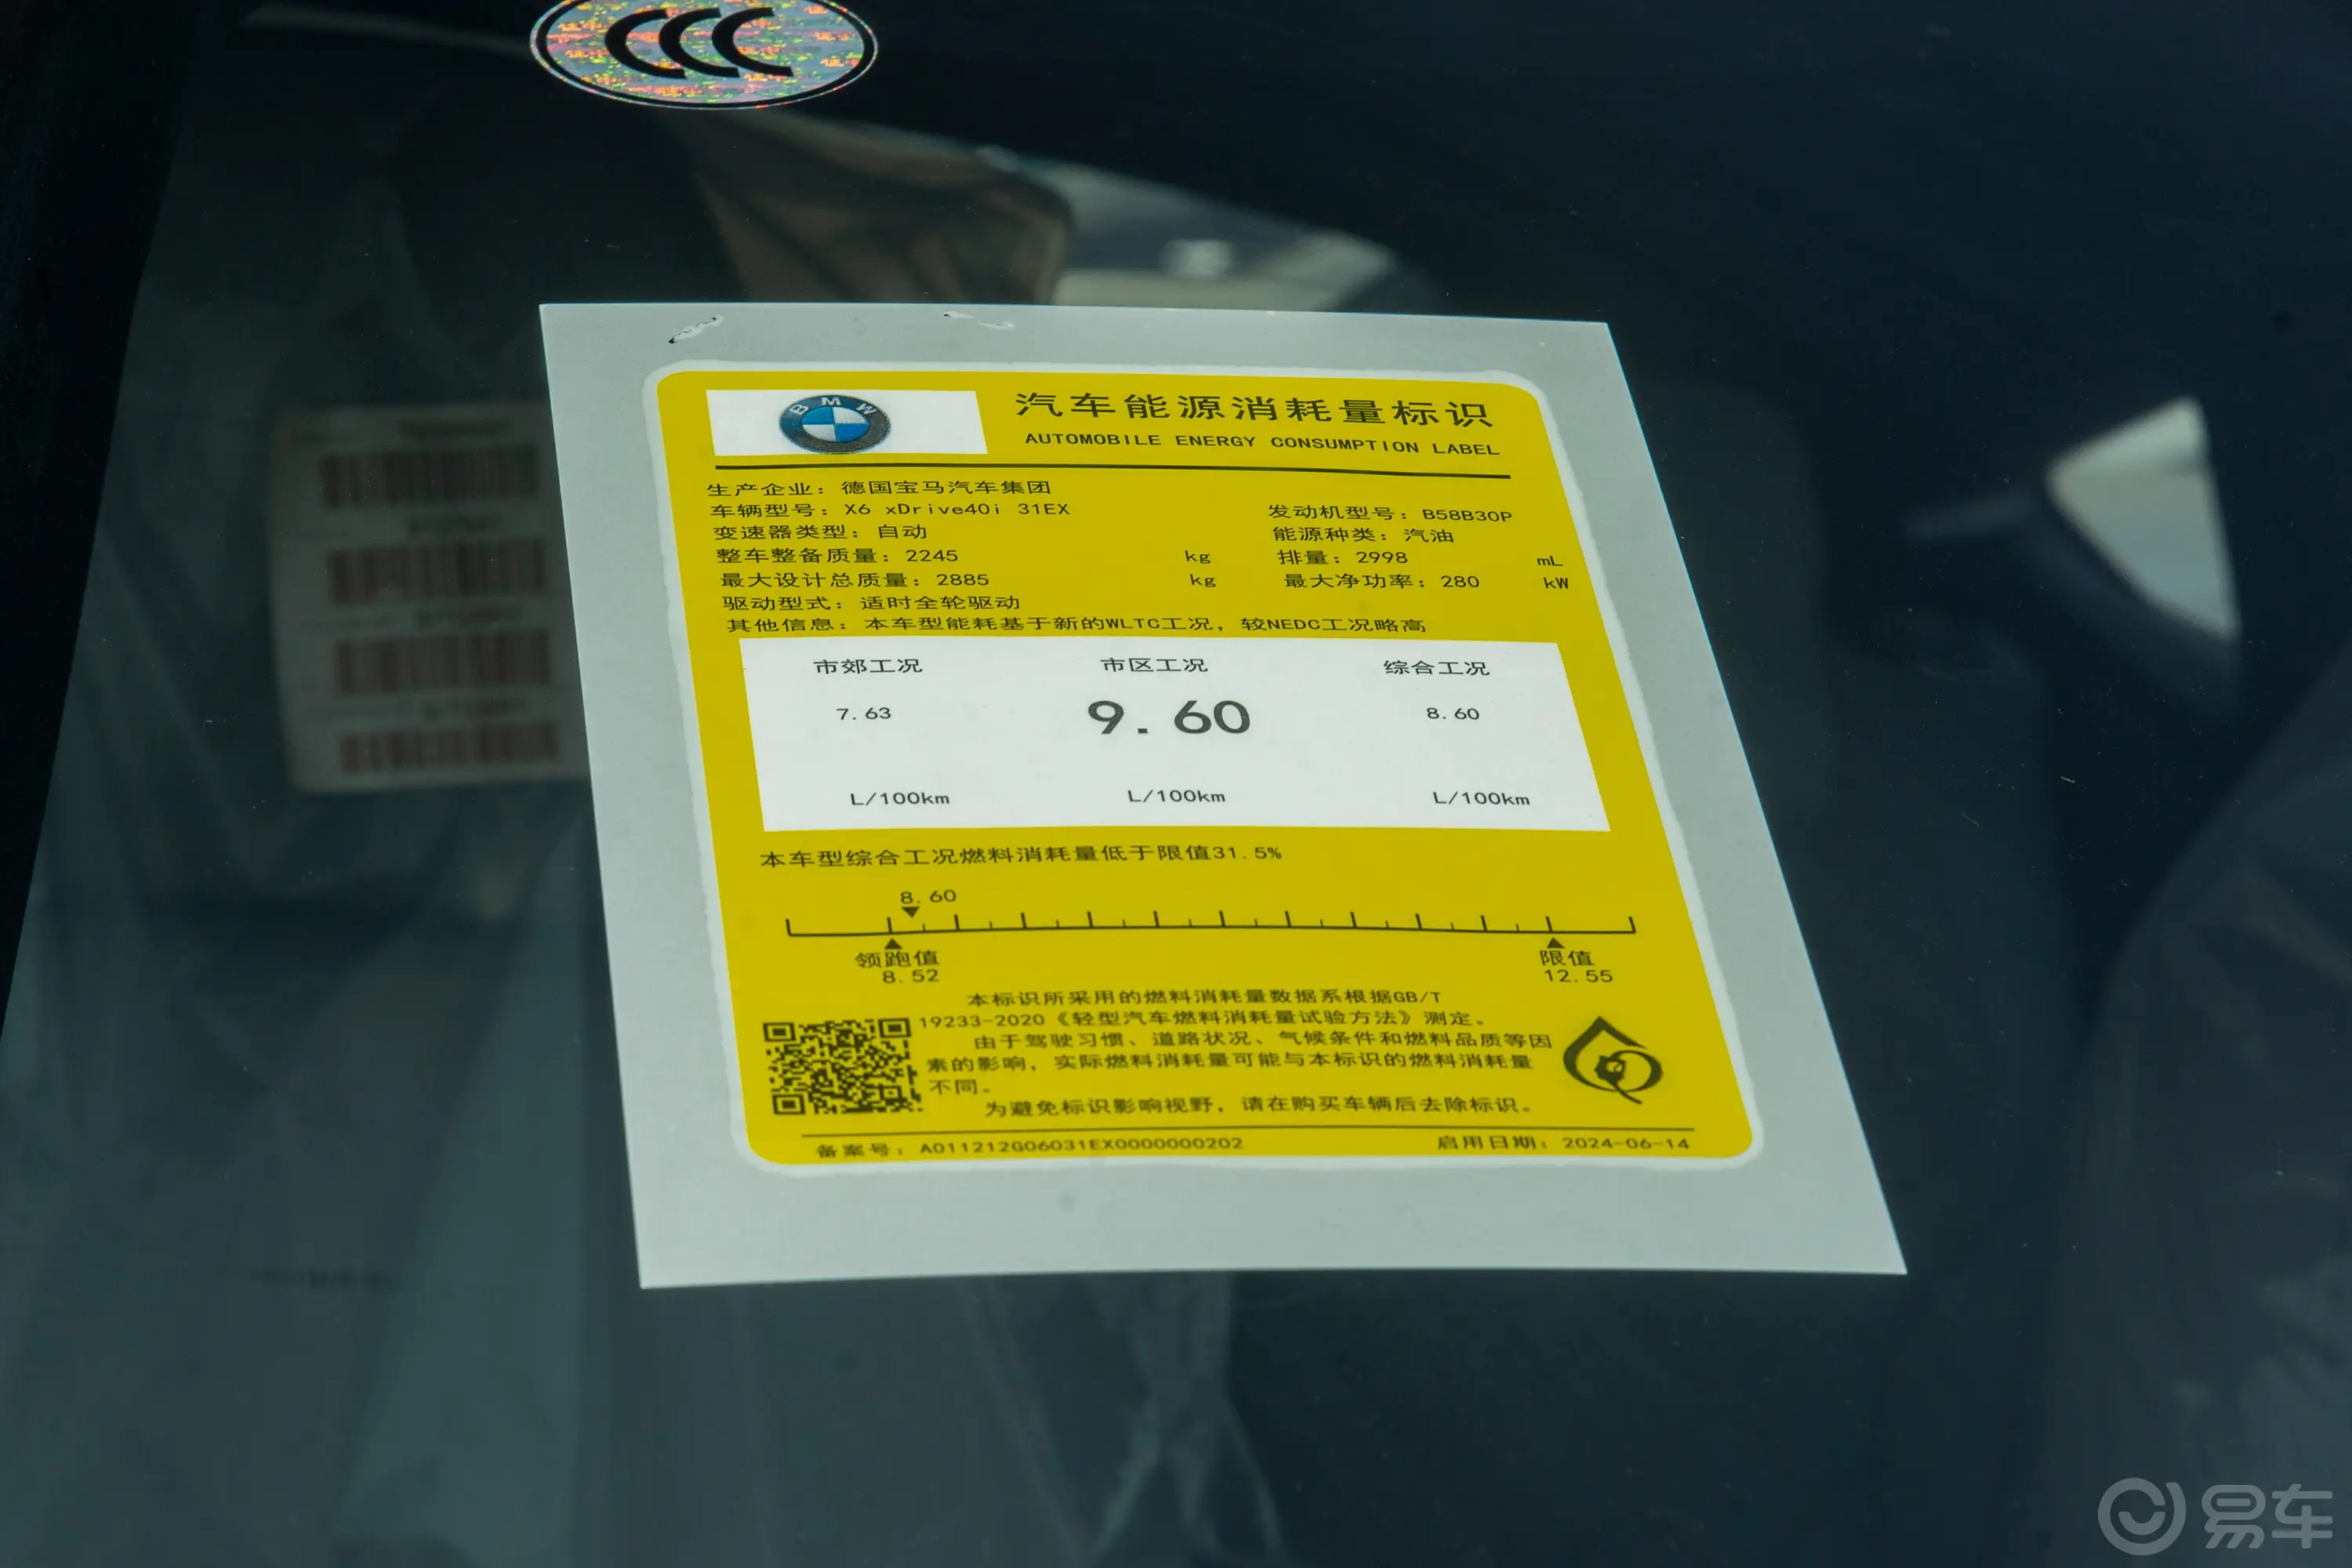 CCC
BMW
汽车能源消耗量标识
AUTOMOBILE ENERGY CONSUMPTION LABEL
生产企业：德国宝马汽车集团
车辆型号：X6 xDrive40i 31EX
发动机型号：B58B30P
变速器类型：自动
能源种类：汽油
整车整备质量：2245 kg
排量：2998 mL
最大设计总质量：2885 kg
最大净功率：280 kW
驱动型式：适时全轮驱动
其他信息：本车型能耗基于新的WLTC工况，较NEDC工况略高
市郊工况 市区工况 综合工况
7.63 9.60 8.60
L/100km L/100km L/100km
本车型综合工况燃料消耗量低于限值31.5%
8.60
领跑值 限值
8.52 12.55
本标识所采用的燃料消耗量数据系根据GB/T
19233-2020《轻型汽车燃料消耗量试验方法》测定。
由于驾驶习惯、道路状况、气候条件和燃料品质等因
素的影响，实际燃料消耗量可能与本标识的燃料消耗量
不同。
为避免标识影响视野，请在购买车辆后去除标识。
备案号：A011212G06031EX0000000202 启用日期：2024-06-14
易车